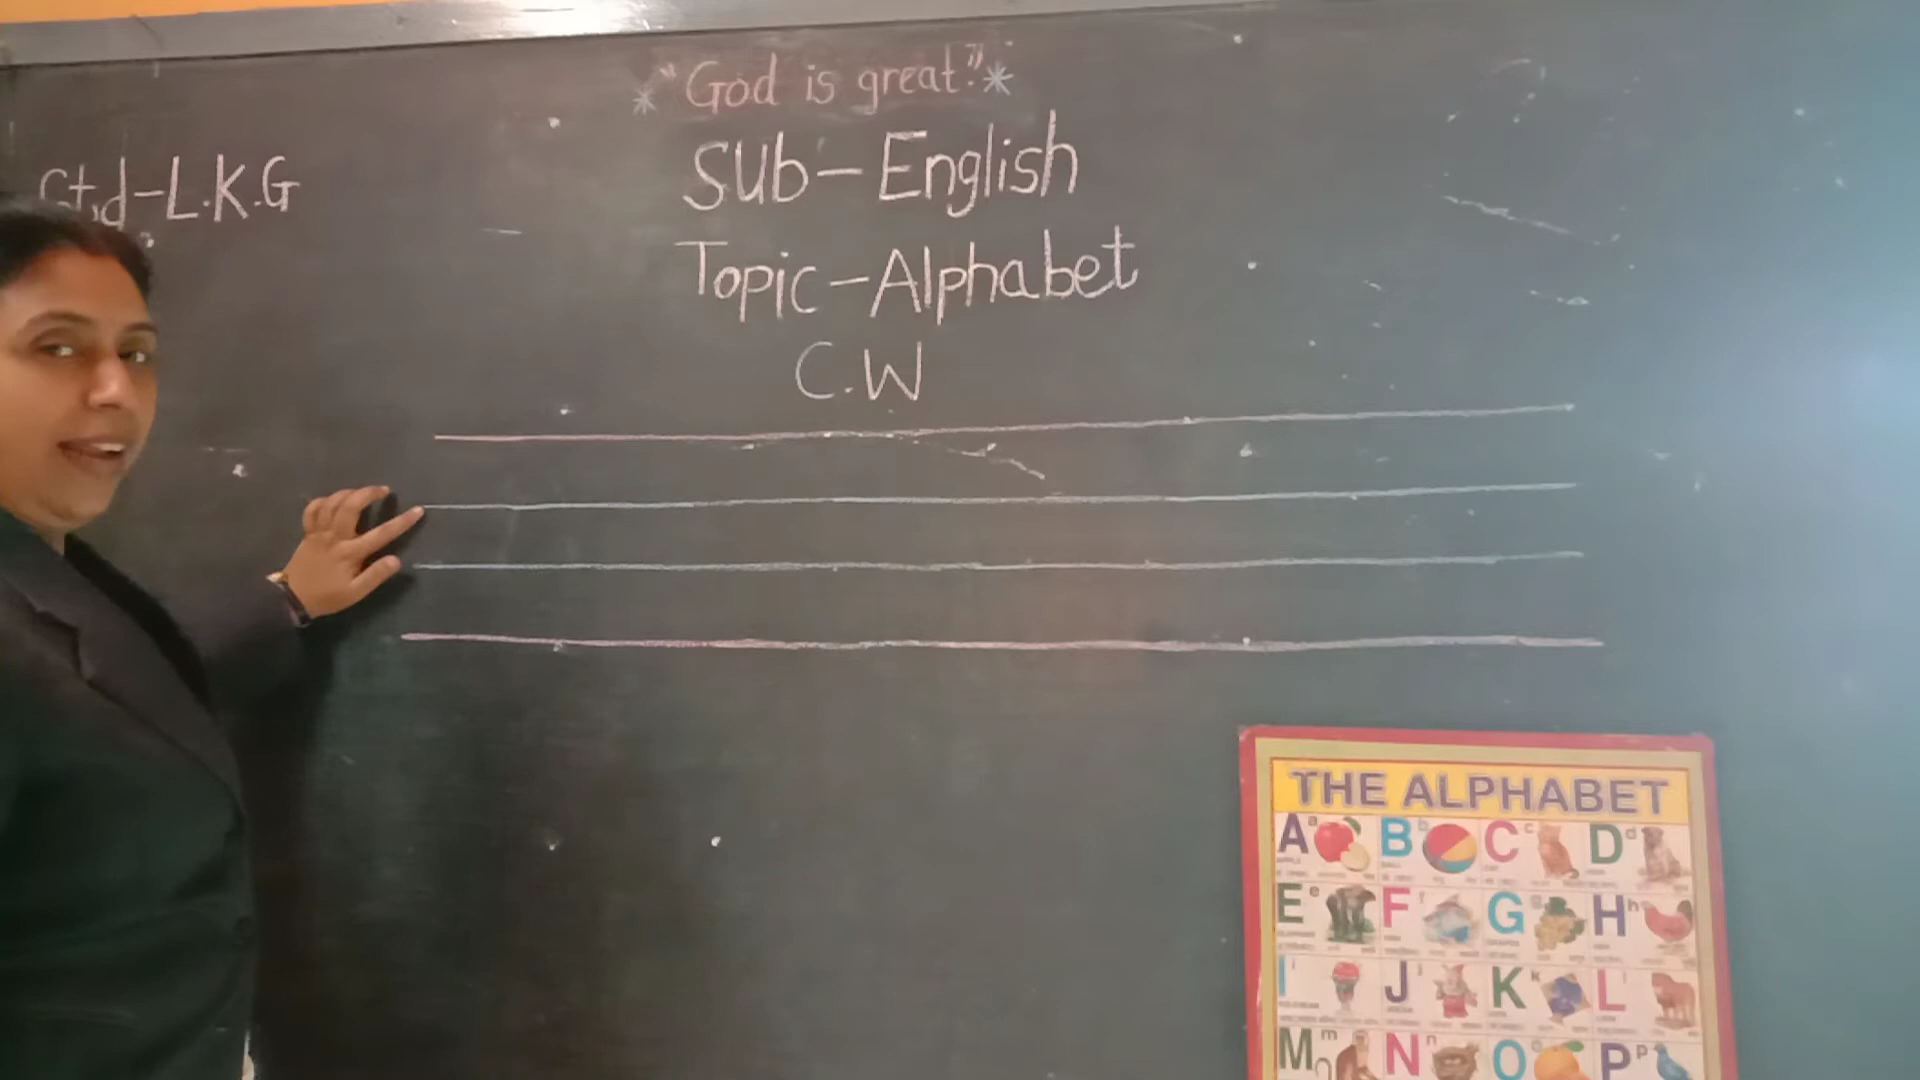 "God is great."
Std-L.K.G
Sub-English
Topic-Alphabet
C.W
THE ALPHABET
A a B b C c D d
E e F f G g H h
I i J j K k L l
M m N n O o P p